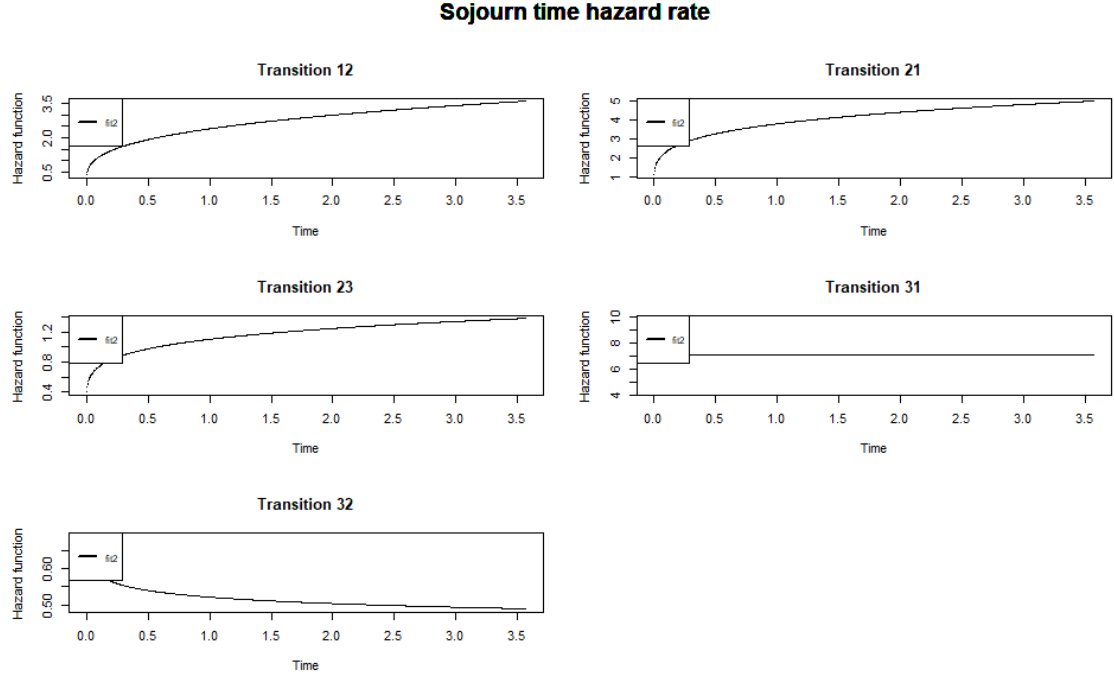 Sojourn time hazard rate
Transition 12
Hazard function
0.5 2.0 3.5
fit2
0.0 0.5 1.0 1.5 2.0 2.5 3.0 3.5
Time
Transition 21
Hazard function
1 2 3 4 5
fit2
0.0 0.5 1.0 1.5 2.0 2.5 3.0 3.5
Time
Transition 23
Hazard function
0.4 0.8 1.2
fit2
0.0 0.5 1.0 1.5 2.0 2.5 3.0 3.5
Time
Transition 31
Hazard function
4 6 8 10
fit2
0.0 0.5 1.0 1.5 2.0 2.5 3.0 3.5
Time
Transition 32
Hazard function
0.50 0.60
fit2
0.0 0.5 1.0 1.5 2.0 2.5 3.0 3.5
Time